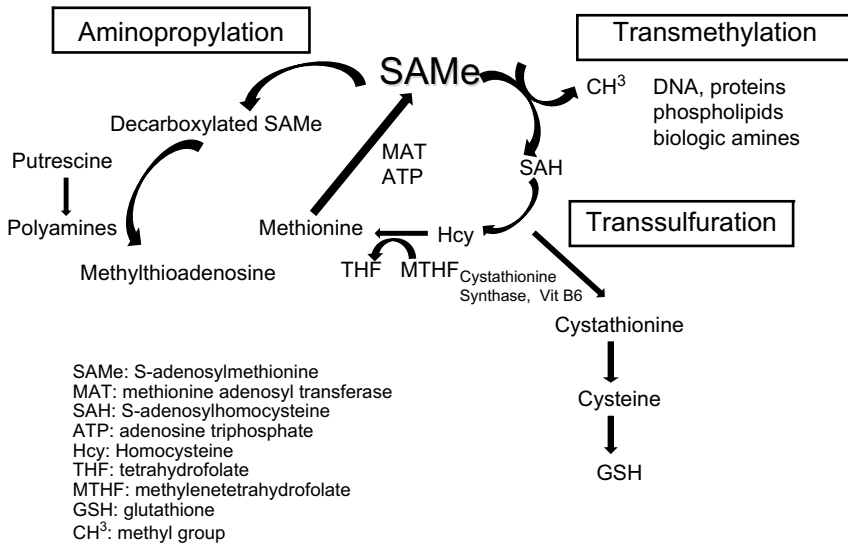 Aminopropylation
SAMe
Transmethylation
CH³
DNA, proteins
phospholipids
biologic amines
Decarboxylated SAMe
MAT
ATP
Putrescine
SAH
Polyamines
Methionine
Hcy
Transsulfuration
Methylthioadenosine
THF
MTHF
Cystathionine
Synthase, Vit B6
Cystathionine
Cysteine
GSH
SAMe: S-adenosylmethionine
MAT: methionine adenosyl transferase
SAH: S-adenosylhomocysteine
ATP: adenosine triphosphate
Hcy: Homocysteine
THF: tetrahydrofolate
MTHF: methylenetetrahydrofolate
GSH: glutathione
CH³: methyl group